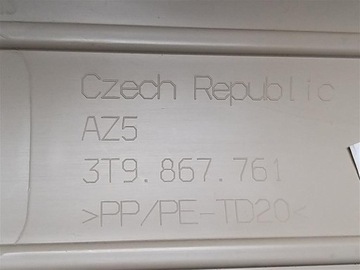 Czech Republic
AZ5
3T9.867.761
>PP/PE-TD20<